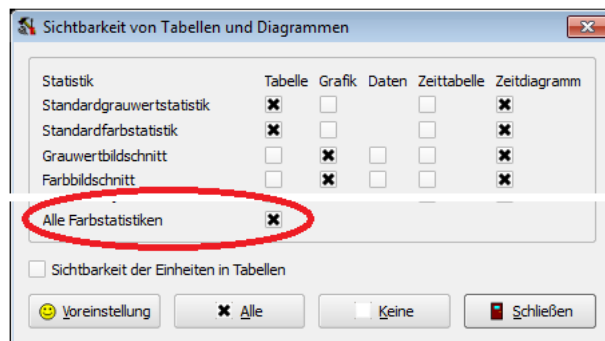 Sichtbarkeit von Tabellen und Diagrammen
Statistik Tabelle Grafik Daten Zeittabelle Zeitdiagramm
Standardgrauwertstatistik
Standardfarbstatistik
Grauwertbildschnitt
Farbbildschnitt
Alle Farbstatistiken
Sichtbarkeit der Einheiten in Tabellen
Voreinstellung Alle Keine Schließen